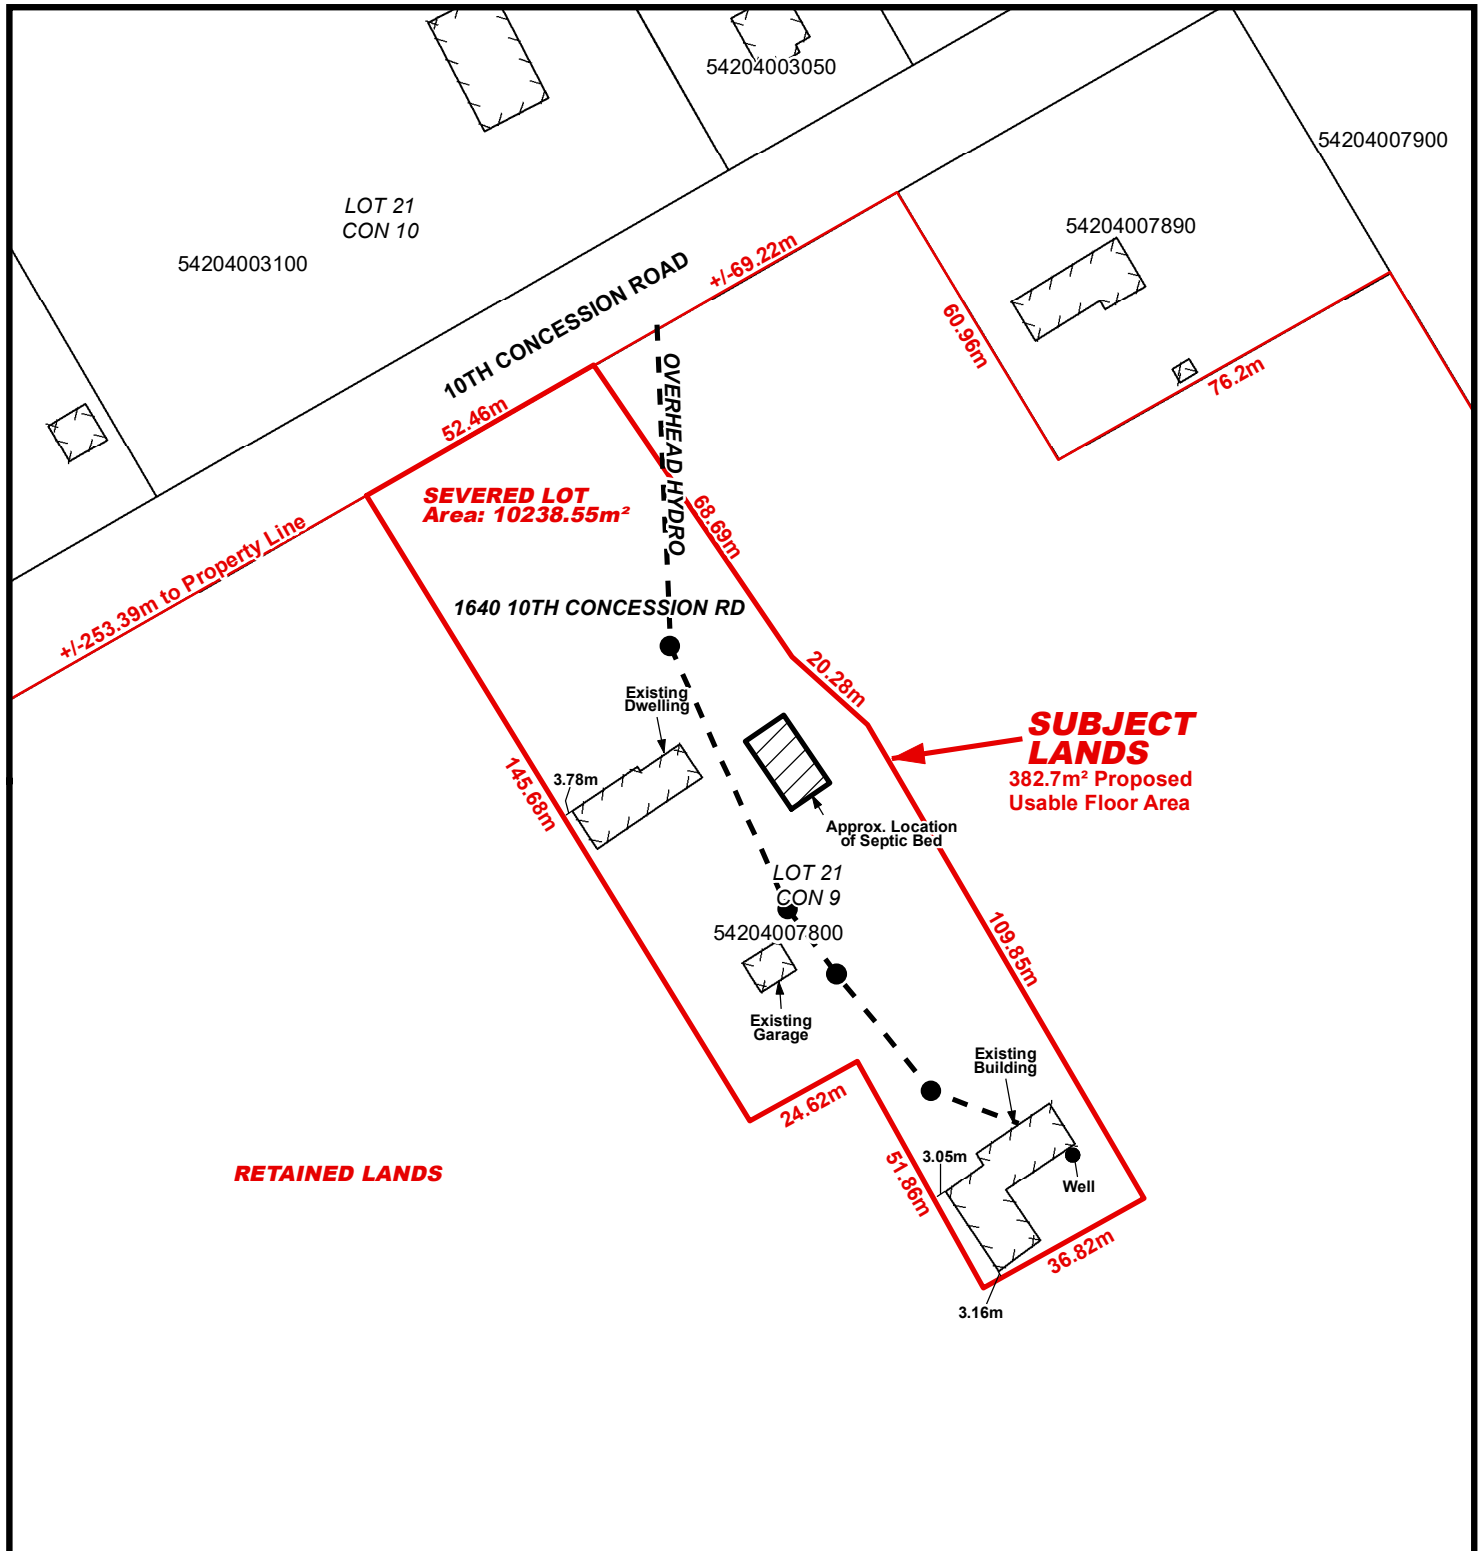 54204003050
54204007900
LOT 21
CON 10
54204003100
54204007890
+/-69.22m
10TH CONCESSION ROAD
60.96m
76.2m
52.46m
OVERHEAD HYDRO
SEVERED LOT
Area: 10238.55m²
68.69m
+/-253.39m to Property Line
1640 10TH CONCESSION RD
20.28m
Existing
Dwelling
SUBJECT
LANDS
382.7m² Proposed
Usable Floor Area
3.78m
145.68m
Approx. Location
of Septic Bed
LOT 21
CON 9
54204007800
109.85m
Existing
Garage
Existing
Building
24.62m
RETAINED LANDS
51.86m
3.05m
Well
36.82m
3.16m